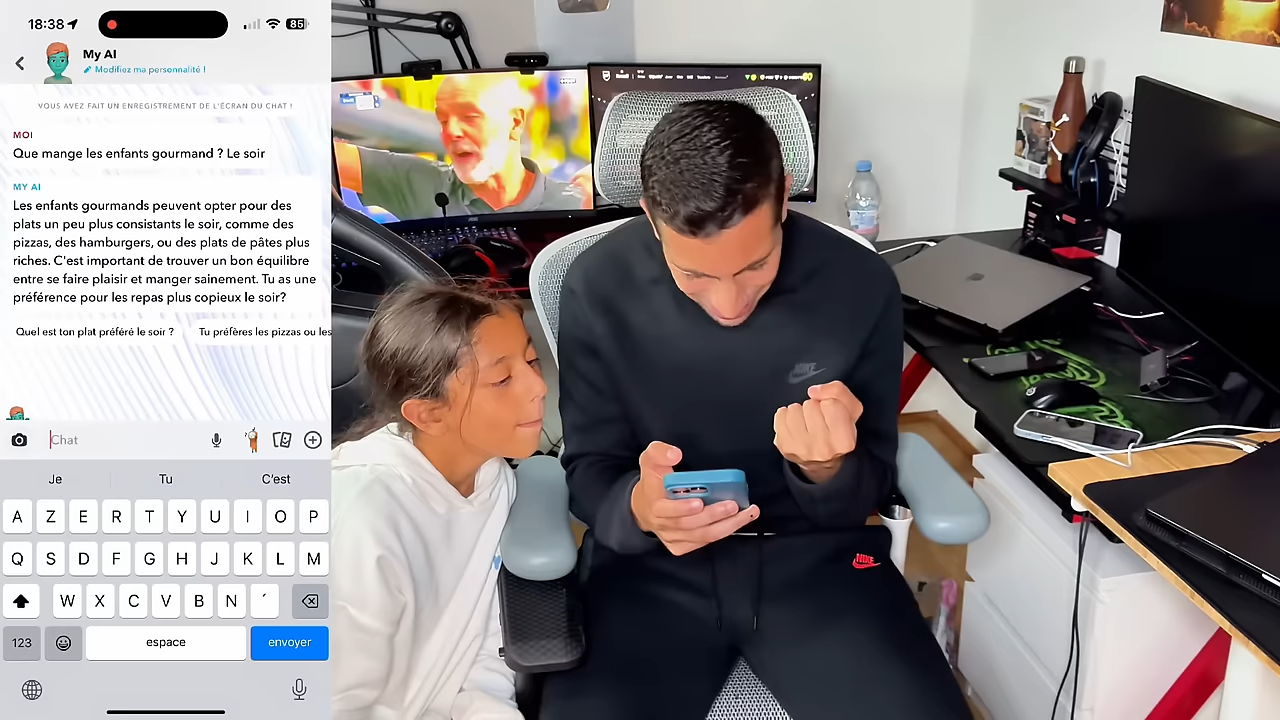 18:38
85
My AI
Modifiez ma personnalité !
VOUS AVEZ FAIT UN ENREGISTREMENT DE L'ÉCRAN DU CHAT !
MOI
Que mange les enfants gourmand ? Le soir
MY AI
Les enfants gourmands peuvent opter pour des
plats un peu plus consistants le soir, comme des
pizzas, des hamburgers, ou des plats de pâtes plus
riches. C'est important de trouver un bon équilibre
entre se faire plaisir et manger sainement. Tu as une
préférence pour les repas plus copieux le soir?
Quel est ton plat préféré le soir ? Tu préfères les pizzas ou les
Chat
Je Tu C'est
A Z E R T Y U I O P
Q S D F G H J K L M
W X C V B N ´
123 espace envoyer
NIKE
NIKE